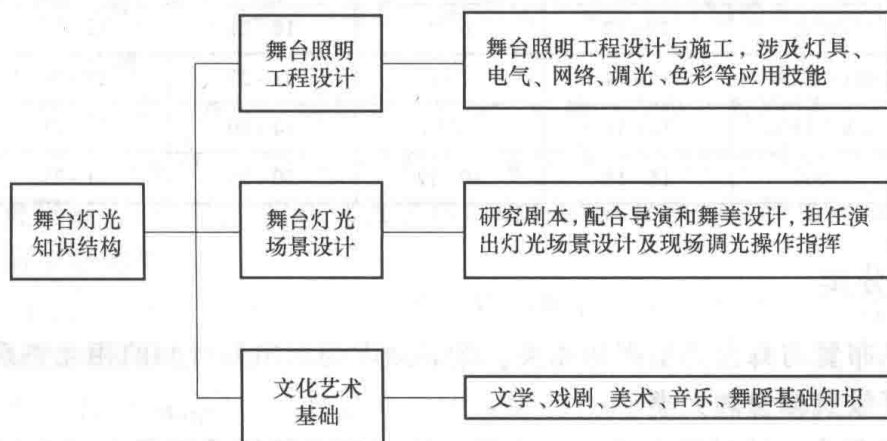 舞台照明
工程设计
舞台照明工程设计与施工，涉及灯具、
电气、网络、调光、色彩等应用技能
舞台灯光
知识结构
舞台灯光
场景设计
研究剧本，配合导演和舞美设计，担任演
出灯光场景设计及现场调光操作指挥
文化艺术
基础
文学、戏剧、美术、音乐、舞蹈基础知识